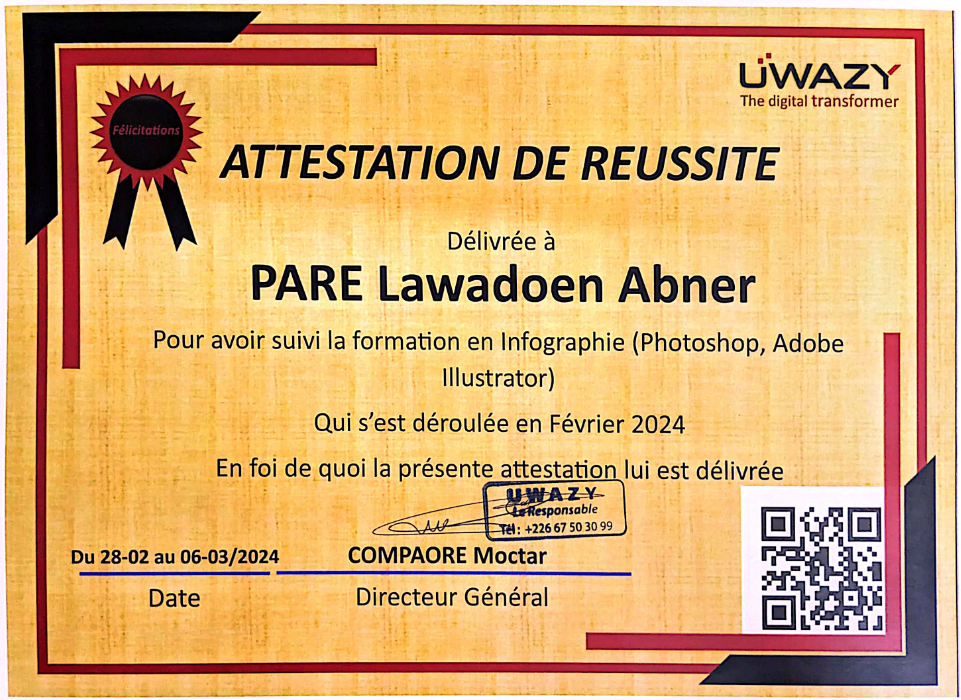 UWAZY
The digital transformer
Félicitations
ATTESTATION DE REUSSITE
Délivrée à
PARE Lawadoen Abner
Pour avoir suivi la formation en Infographie (Photoshop, Adobe
Illustrator)
Qui s’est déroulée en Février 2024
En foi de quoi la présente attestation lui est délivrée
UWAZY
Le Responsable
Tél : +226 67 50 30 99
Du 28-02 au 06-03/2024
COMPAORE Moctar
Date
Directeur Général